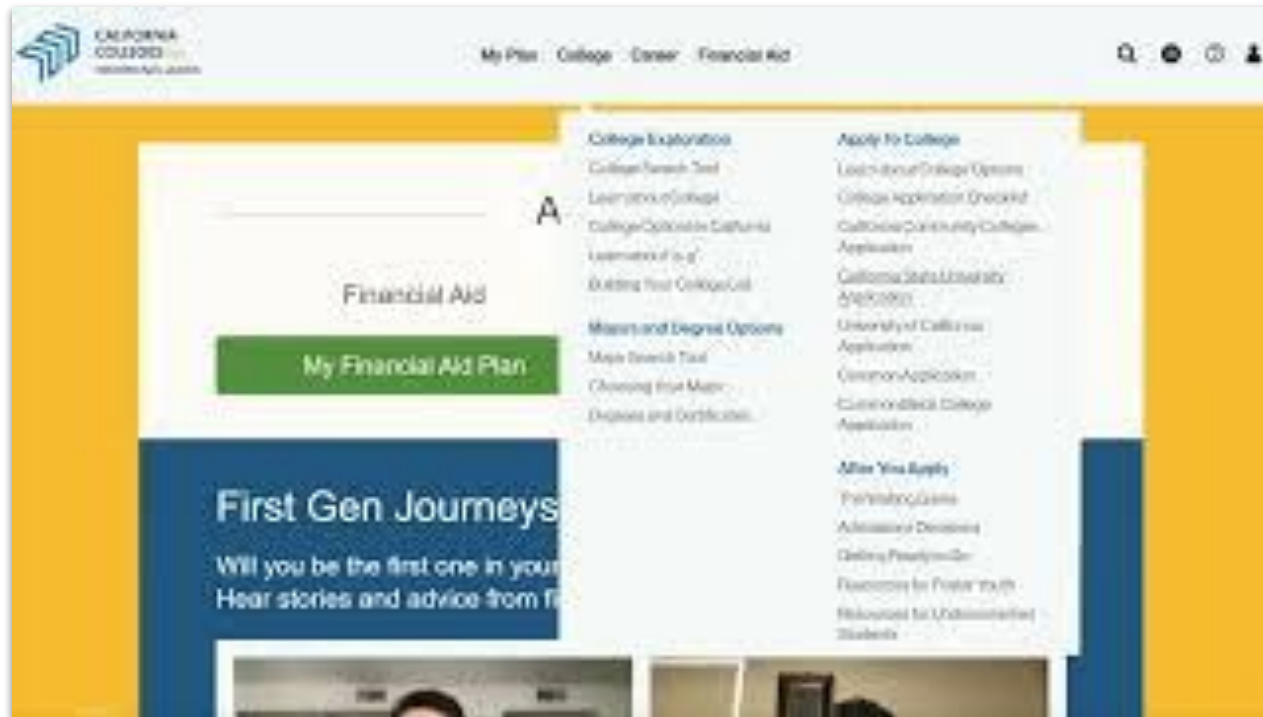 CALIFORNIA
COLLEGES
My Plan College Career Financial Aid
A
Financial Aid
My Financial Aid Plan
First Gen Journeys
Will you be the first one in your
Hear stories and advice from fi
College Exploration
College Search Tool
Learn about College
College Options in California
Learn about "a-g"
Building Your College List
Majors and Degree Options
Major Search Tool
Choosing Your Major
Degrees and Certificates
Apply To College
Learn about College Options
College Application Checklist
California Community Colleges
Application
California State University
Application
University of California
Application
Common Application
Common Black College
Application
After You Apply
The Waiting Game
Admissions Decisions
Getting Ready to Go
Resources for Foster Youth
Resources for Undocumented
Students